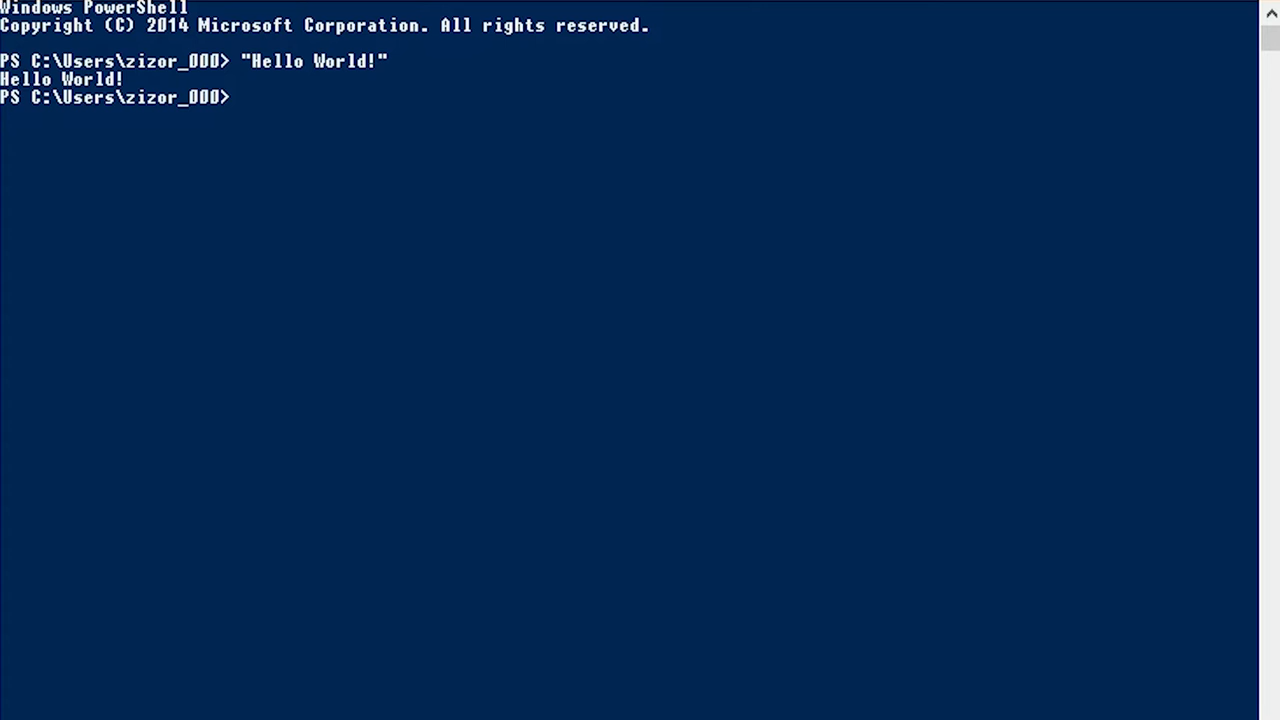 Windows PowerShell
Copyright (C) 2014 Microsoft Corporation. All rights reserved.
PS C:\Users\zizor_000> "Hello World!"
Hello World!
PS C:\Users\zizor_000>